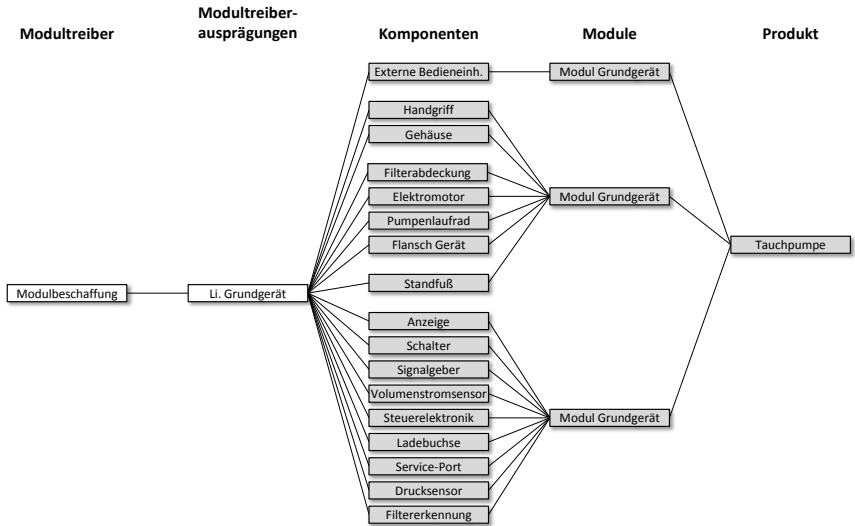 Modultreiber
Modultreiber-
ausprägungen
Komponenten
Module
Produkt
Externe Bedieneinh.
Modul Grundgerät
Handgriff
Gehäuse
Filterabdeckung
Elektromotor
Modul Grundgerät
Pumpenlaufrad
Flansch Gerät
Tauchpumpe
Standfuß
Modulbeschaffung
Li. Grundgerät
Anzeige
Schalter
Signalgeber
Volumenstromsensor
Steuerelektronik
Modul Grundgerät
Ladebuchse
Service-Port
Drucksensor
Filtererkennung